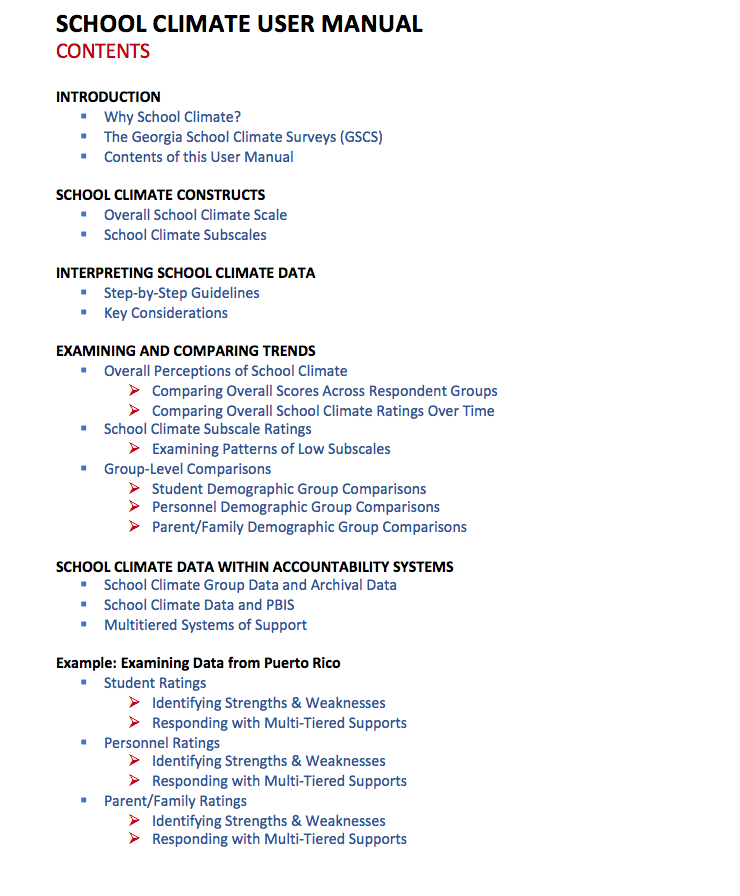 SCHOOL CLIMATE USER MANUAL
CONTENTS
INTRODUCTION
Why School Climate?
The Georgia School Climate Surveys (GSCS)
Contents of this User Manual
SCHOOL CLIMATE CONSTRUCTS
Overall School Climate Scale
School Climate Subscales
INTERPRETING SCHOOL CLIMATE DATA
Step-by-Step Guidelines
Key Considerations
EXAMINING AND COMPARING TRENDS
Overall Perceptions of School Climate
Comparing Overall Scores Across Respondent Groups
Comparing Overall School Climate Ratings Over Time
School Climate Subscale Ratings
Examining Patterns of Low Subscales
Group-Level Comparisons
Student Demographic Group Comparisons
Personnel Demographic Group Comparisons
Parent/Family Demographic Group Comparisons
SCHOOL CLIMATE DATA WITHIN ACCOUNTABILITY SYSTEMS
School Climate Group Data and Archival Data
School Climate Data and PBIS
Multitiered Systems of Support
Example: Examining Data from Puerto Rico
Student Ratings
Identifying Strengths & Weaknesses
Responding with Multi-Tiered Supports
Personnel Ratings
Identifying Strengths & Weaknesses
Responding with Multi-Tiered Supports
Parent/Family Ratings
Identifying Strengths & Weaknesses
Responding with Multi-Tiered Supports